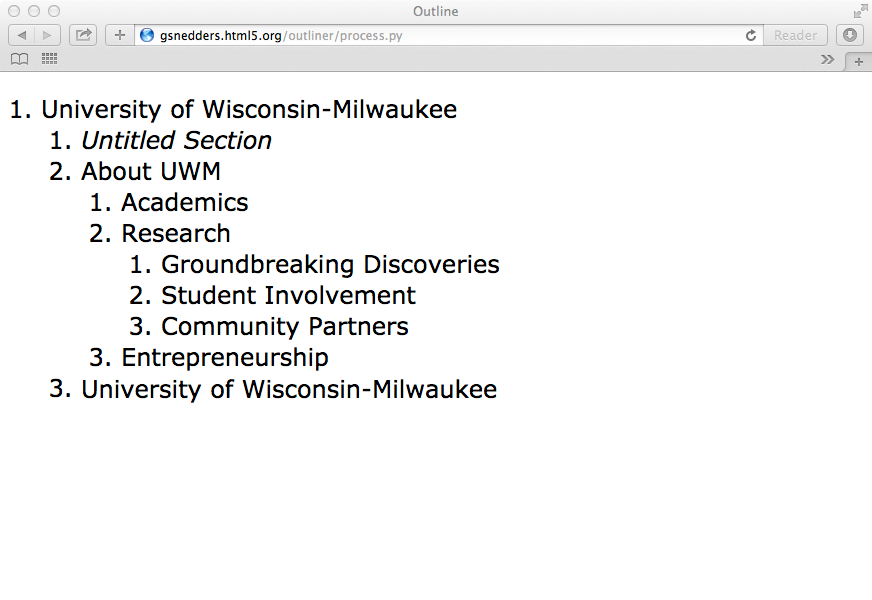 Outline
gsnedders.html5.org/outliner/process.py
Reader
1. University of Wisconsin-Milwaukee
1. Untitled Section
2. About UWM
1. Academics
2. Research
1. Groundbreaking Discoveries
2. Student Involvement
3. Community Partners
3. Entrepreneurship
3. University of Wisconsin-Milwaukee